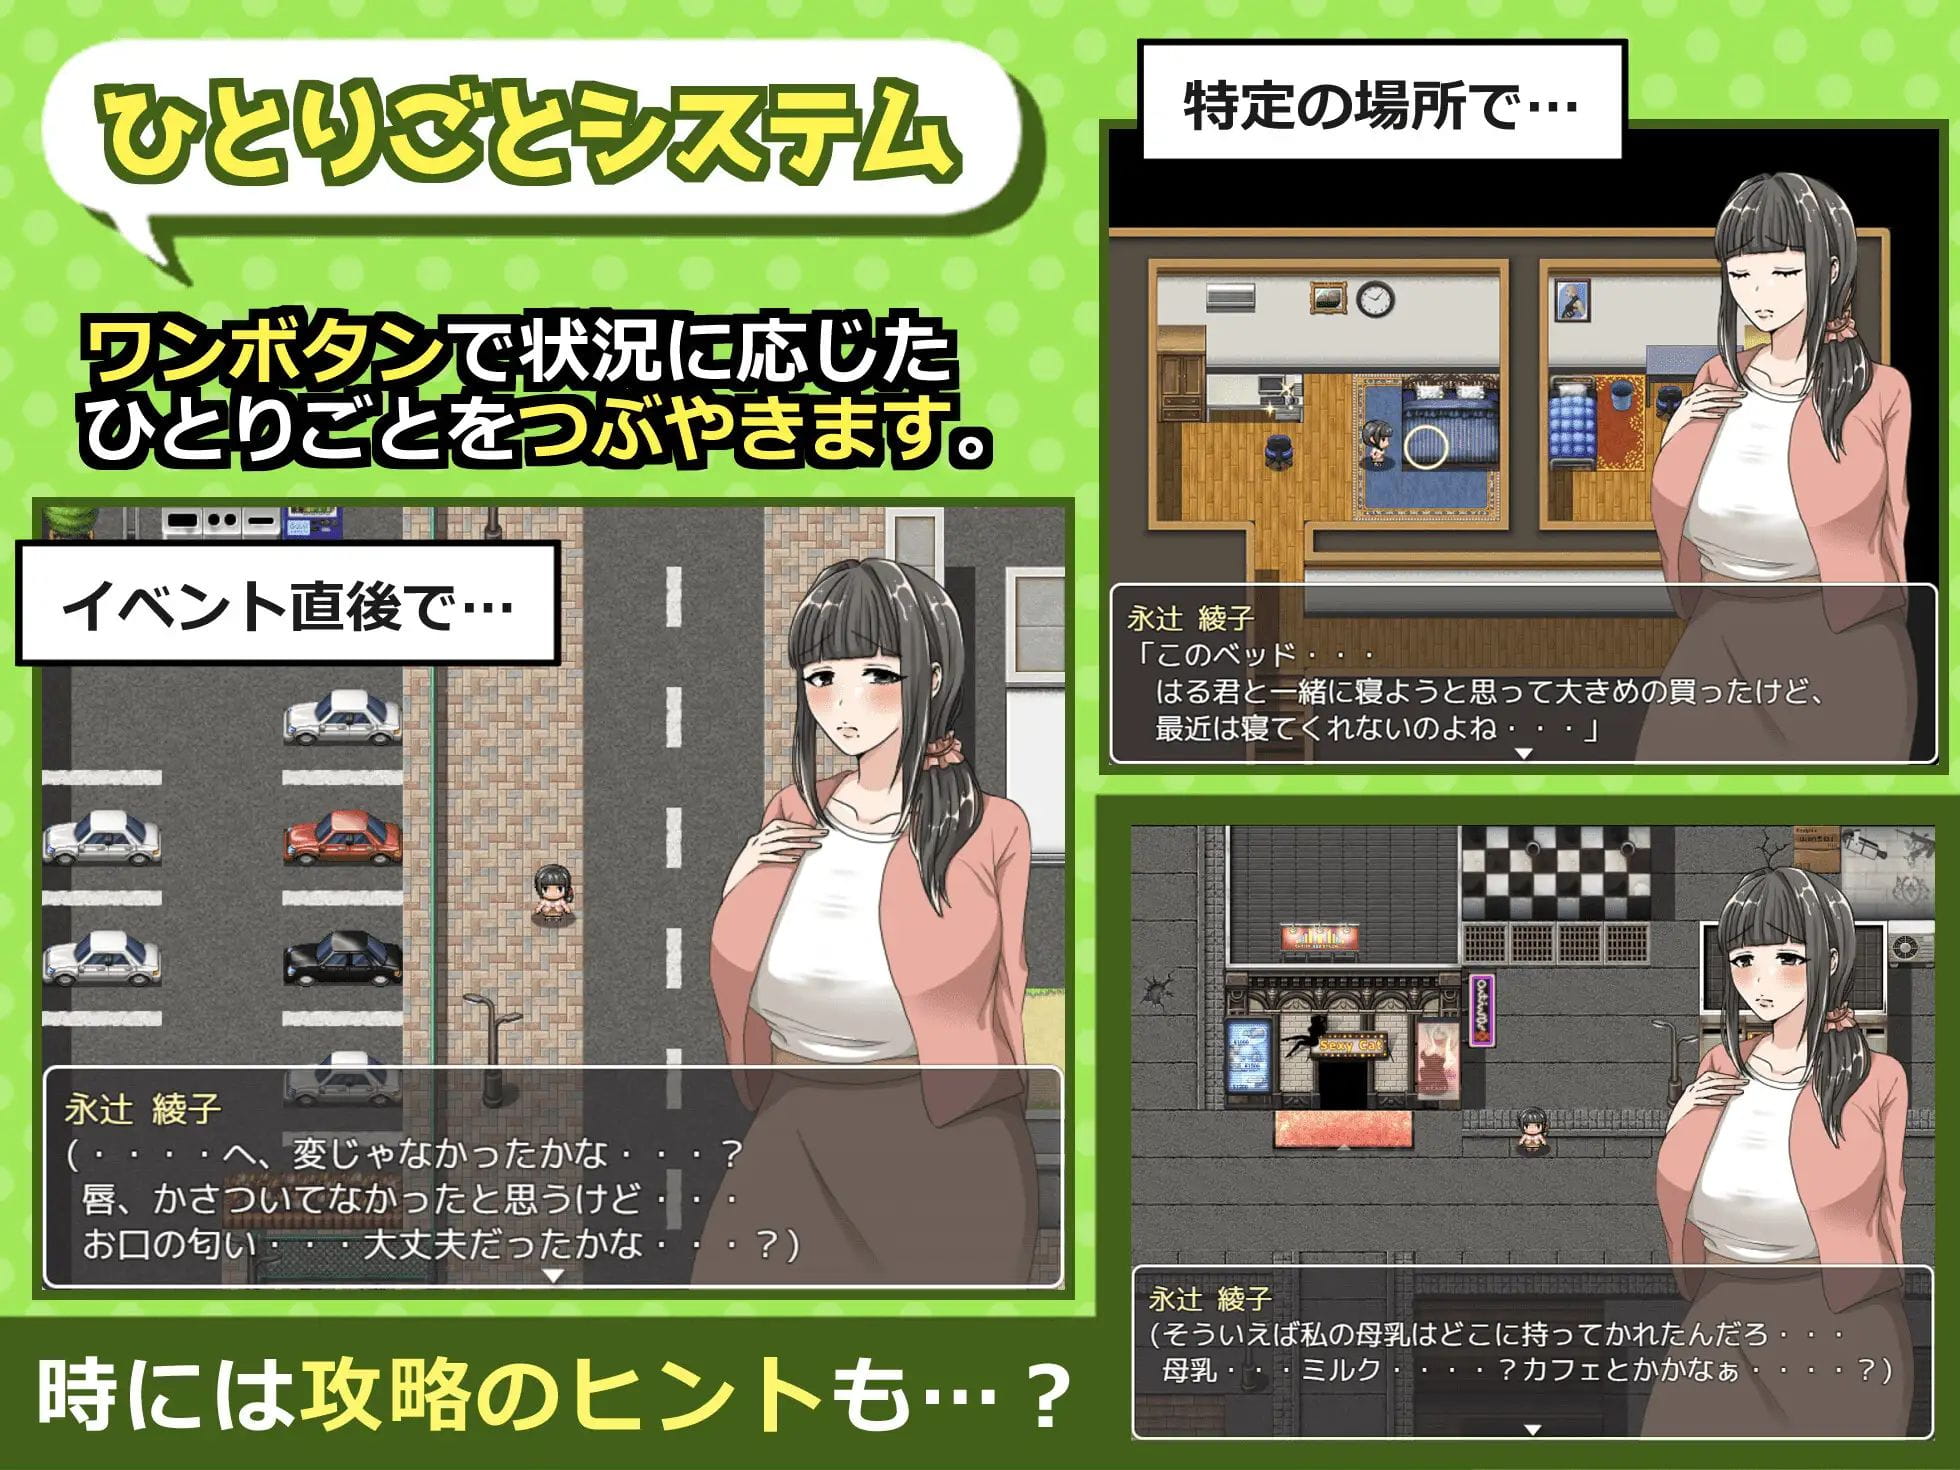 ひとりごとシステム
ワンボタンで状況に応じた
ひとりごとをつぶやきます。
イベント直後で…
永辻 綾子
(・・・・へ、変じゃなかったかな・・・？
唇、かさついてなかったと思うけど・・・
お口の匂い・・・大丈夫だったかな・・・？)
特定の場所で…
永辻 綾子
「このベッド・・・
はる君と一緒に寝ようと思って大きめの買ったけど、
最近は寝てくれないのよね・・・」
Sexy Cat
永辻 綾子
(そういえば私の母乳はどこに持ってかれたんだろ・・・
母乳・・・ミルク・・・・？カフェとかかなぁ・・・・？)
時には攻略のヒントも…？